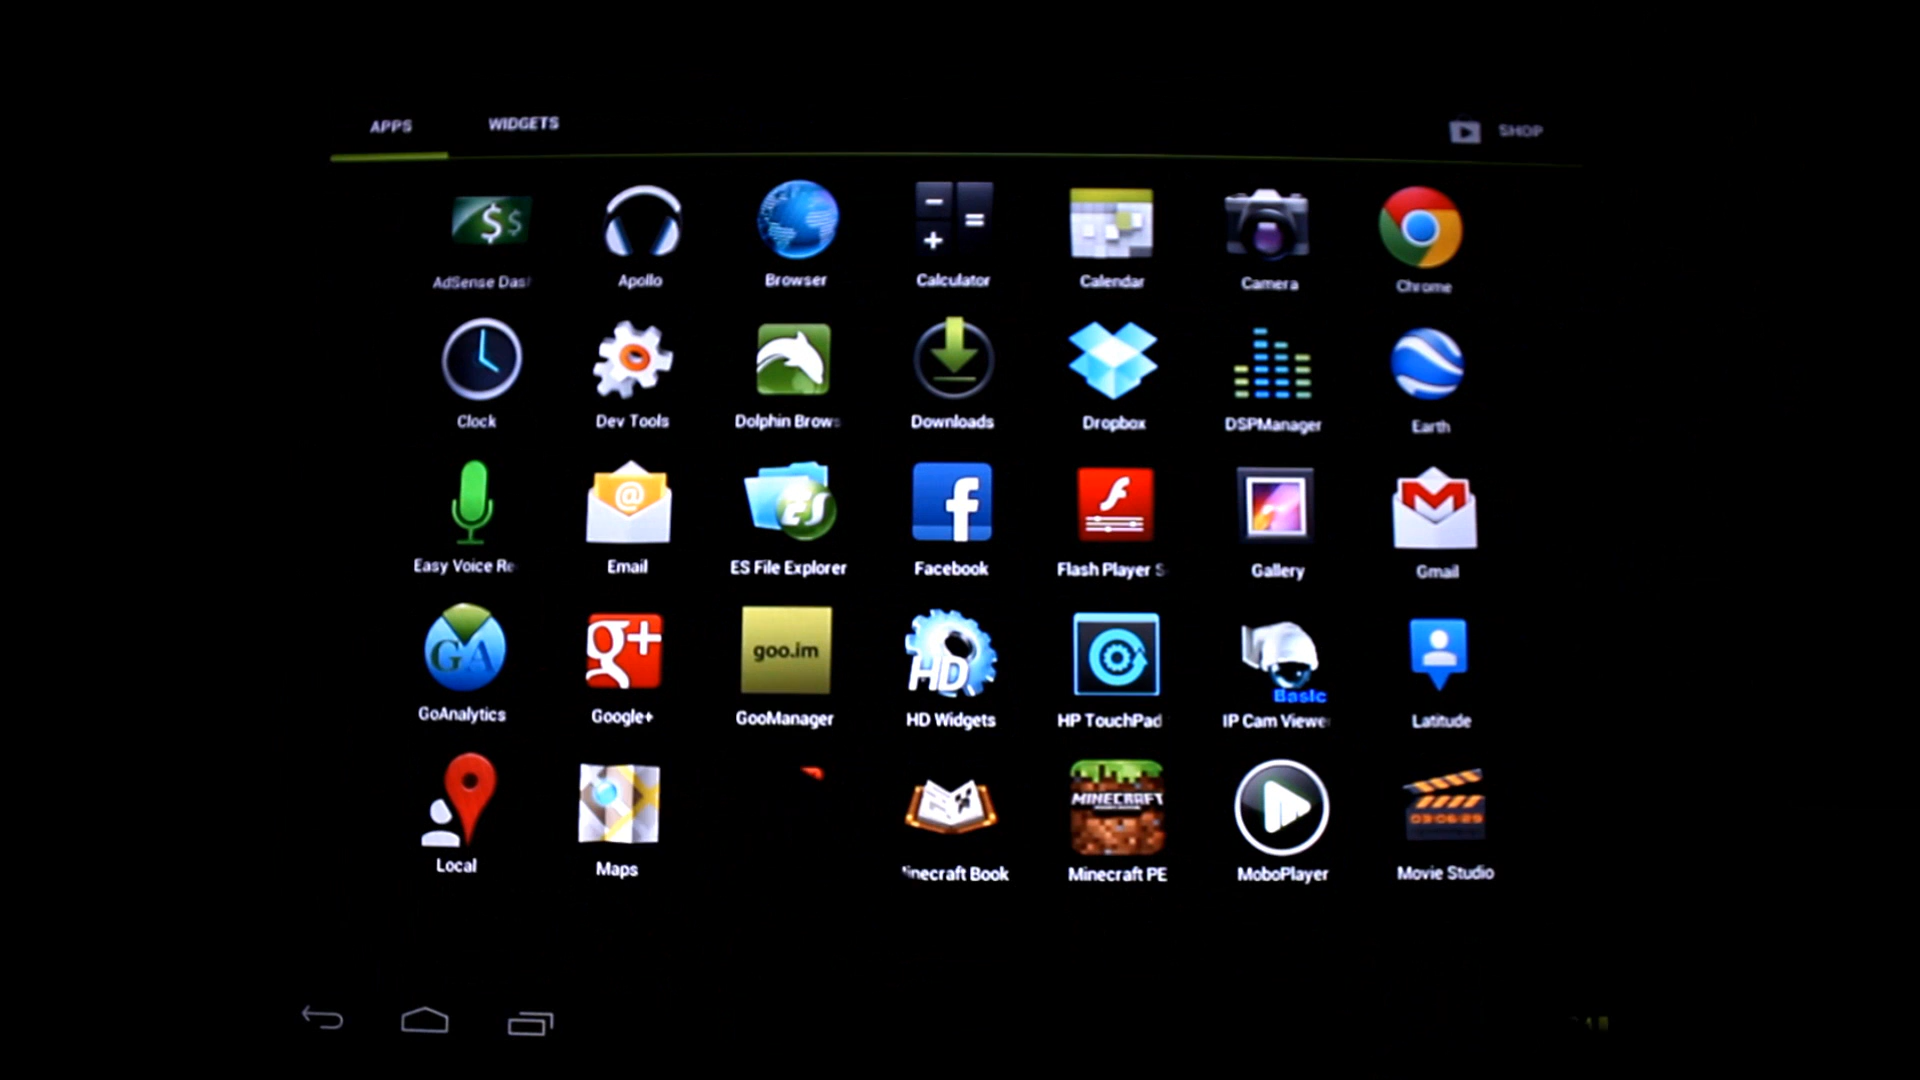 APPS WIDGETS SHOP
AdSense Das
Apollo
Browser
Calculator
Calendar
Camera
Chrome
Clock
Dev Tools
Dolphin Brows
Downloads
Dropbox
DSPManager
Earth
Easy Voice Re
Email
ES File Explorer
Facebook
Flash Player S
Gallery
Gmail
GA
GoAnalytics
g+
Google+
goo.im
GooManager
HD
HD Widgets
HP TouchPad
Basic
IP Cam Viewe
Latitude
Local
Maps
inecraft Book
MINECRAFT
Minecraft PE
MoboPlayer
03:06:29
Movie Studio